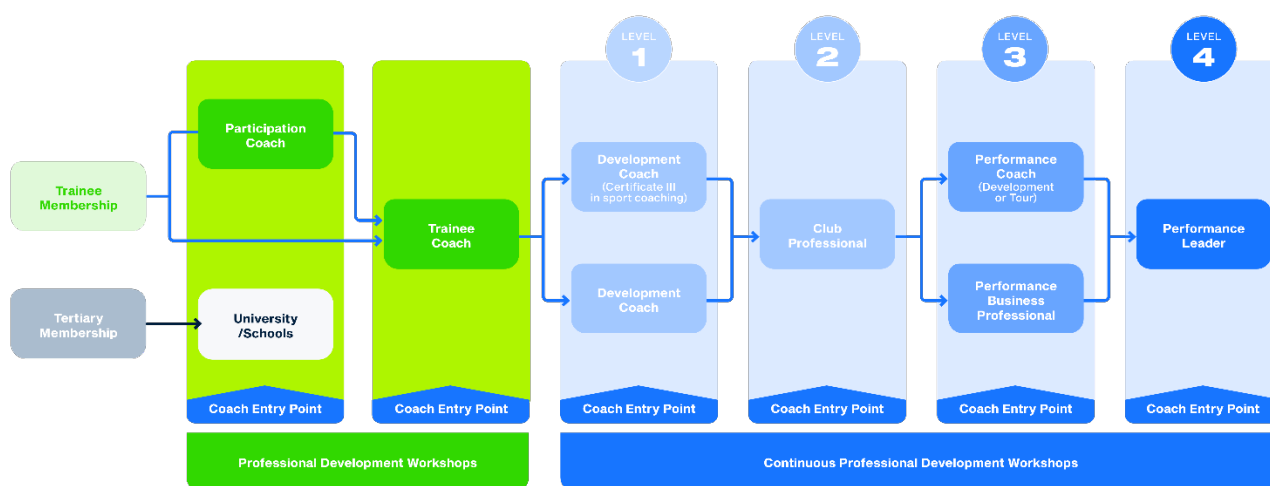 LEVEL
1
LEVEL
2
LEVEL
3
LEVEL
4
Participation
Coach
Trainee
Membership
Trainee
Coach
Development
Coach
(Certificate III
in sport coaching)
Club
Professional
Performance
Coach
(Development
or Tour)
Performance
Leader
Tertiary
Membership
University
/Schools
Development
Coach
Performance
Business
Professional
Coach Entry Point
Coach Entry Point
Coach Entry Point
Coach Entry Point
Coach Entry Point
Coach Entry Point
Professional Development Workshops
Continuous Professional Development Workshops